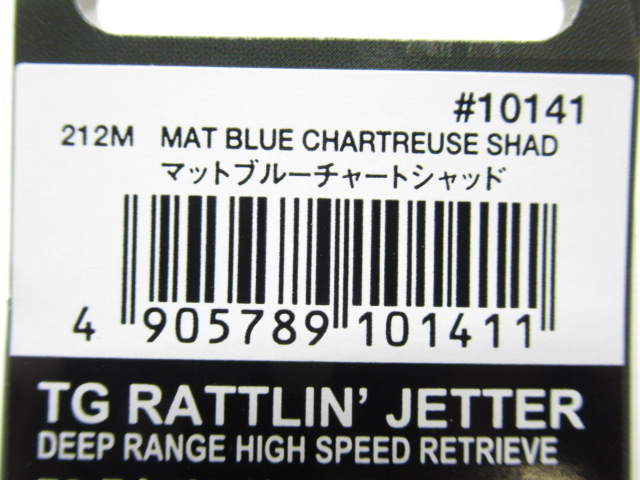 #10141
212M MAT BLUE CHARTREUSE SHAD
マットブルーチャートシャッド
4 905789 101411
TG RATTLIN' JETTER
DEEP RANGE HIGH SPEED RETRIEVE